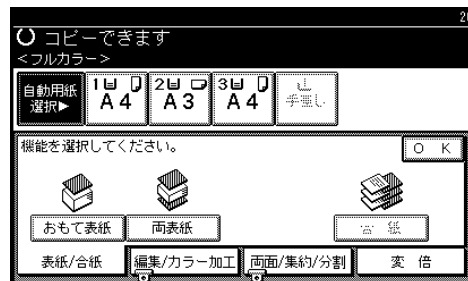 2
コピーできます
<フルカラー>
自動用紙
選択▶
1
A4
2
A3
3
A4
手差し
機能を選択してください。
OK
おもて表紙
両表紙
合紙
表紙/合紙
編集/カラー加工
両面/集約/分割
変倍